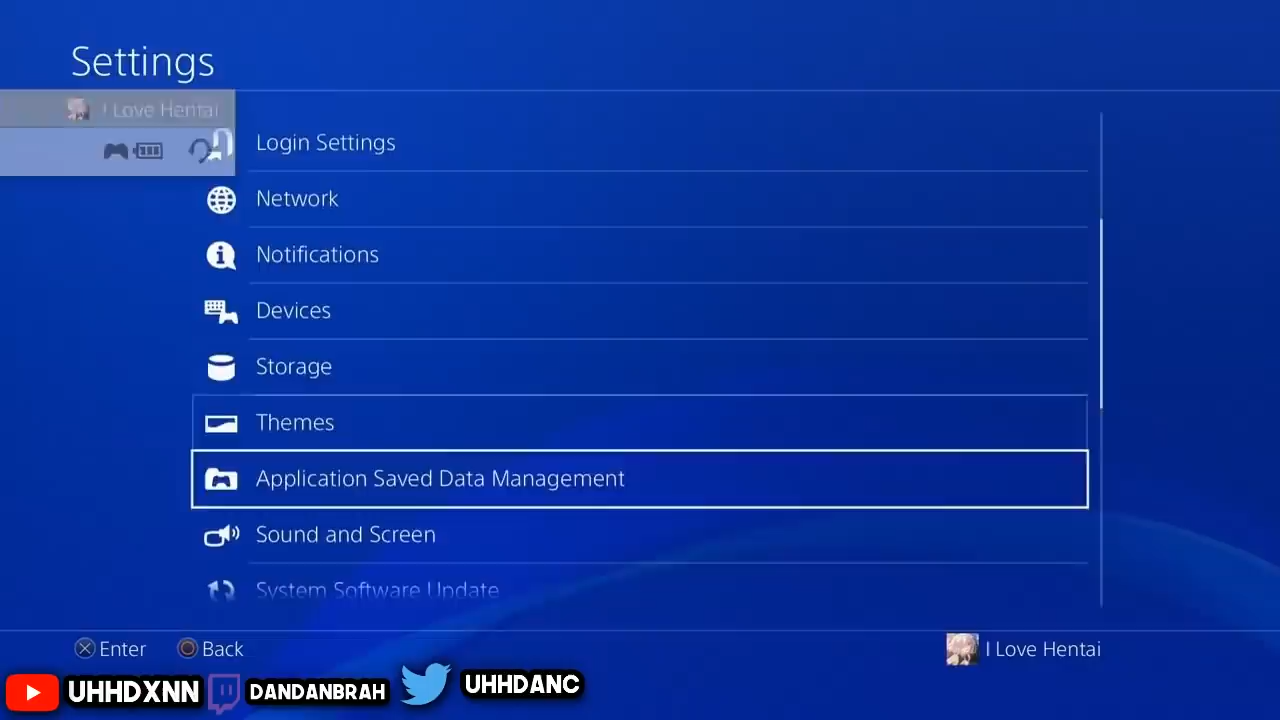 Settings
I Love Hentai
Login Settings
Network
Notifications
Devices
Storage
Themes
Application Saved Data Management
Sound and Screen
System Software Update
Enter
Back
I Love Hentai
UHHDXNN
DANDANBRAH
UHHDANC